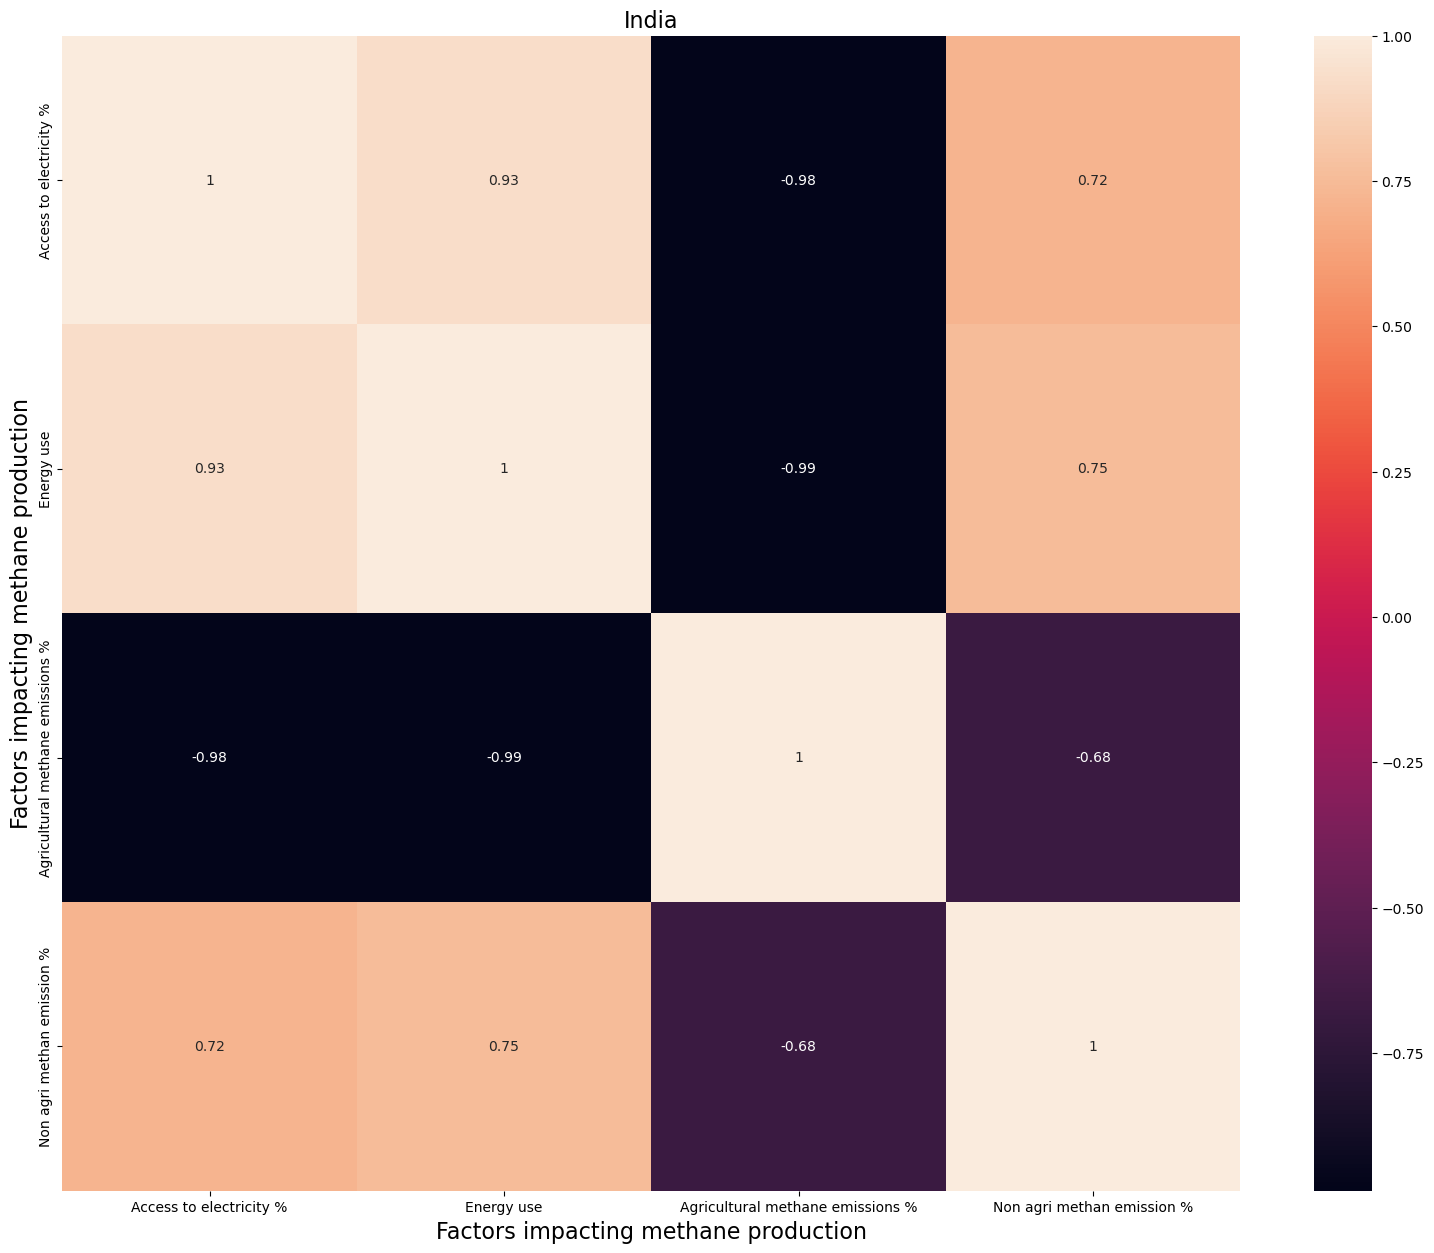 India
Access to electricity %
Energy use
Agricultural methane emissions %
Non agri methan emission %
Factors impacting methane production
1 0.93 -0.98 0.72
0.93 1 -0.99 0.75
-0.98 -0.99 1 -0.68
0.72 0.75 -0.68 1
Access to electricity % Energy use Agricultural methane emissions % Non agri methan emission %
Factors impacting methane production
1.00
0.75
0.50
0.25
0.00
−0.25
−0.50
−0.75